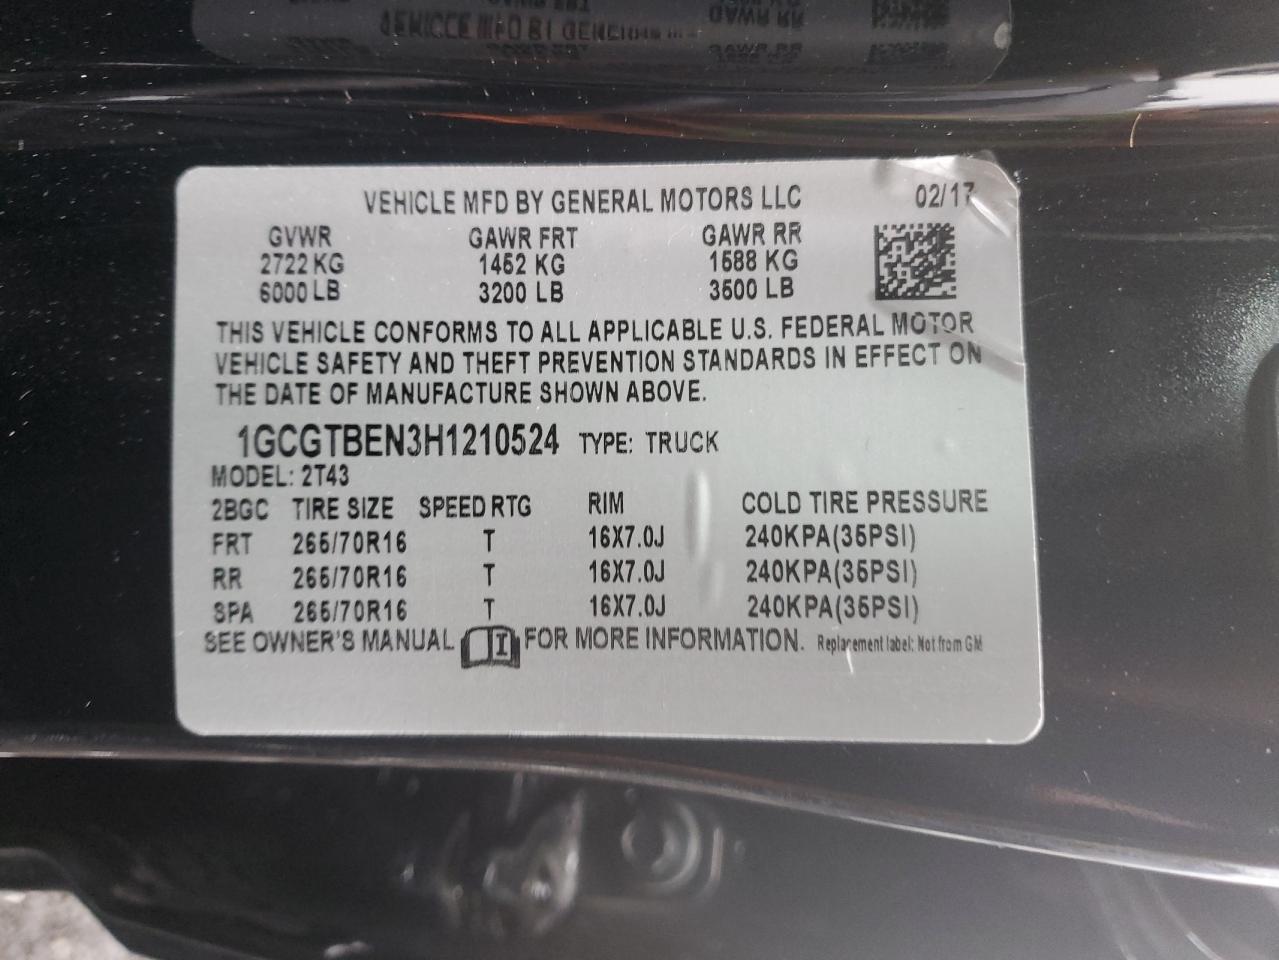 VEHICLE MFD BY GENERAL MOTORS LLC 02/17
GVWR GAWR FRT GAWR RR
2722 KG 1452 KG 1588 KG
6000 LB 3200 LB 3500 LB
THIS VEHICLE CONFORMS TO ALL APPLICABLE U.S. FEDERAL MOTOR
VEHICLE SAFETY AND THEFT PREVENTION STANDARDS IN EFFECT ON
THE DATE OF MANUFACTURE SHOWN ABOVE.
1GCGTBEN3H1210524 TYPE: TRUCK
MODEL: 2T43
2BGC TIRE SIZE SPEED RTG RIM COLD TIRE PRESSURE
FRT 265/70R16 T 16X7.0J 240KPA(35PSI)
RR 265/70R16 T 16X7.0J 240KPA(35PSI)
SPA 265/70R16 T 16X7.0J 240KPA(35PSI)
SEE OWNER'S MANUAL FOR MORE INFORMATION. Replacement label: Not from GM